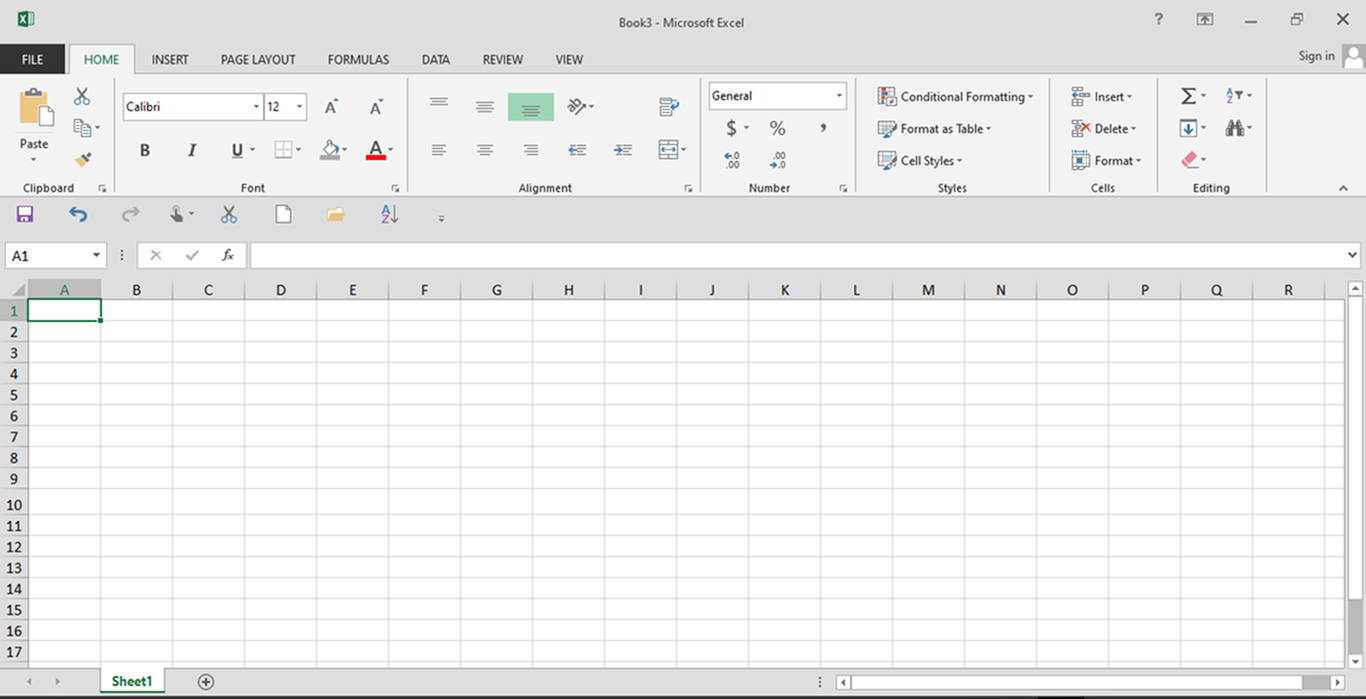 Book3 - Microsoft Excel
?
FILE HOME INSERT PAGE LAYOUT FORMULAS DATA REVIEW VIEW Sign in
Calibri 12 A A General Conditional Formatting Insert Σ A Z
Paste B I U A $ % , Format as Table Delete
.0 .00 .00 .0 Cell Styles Format
Clipboard Font Alignment Number Styles Cells Editing
A Z
A1 fx
A B C D E F G H I J K L M N O P Q R
1
2
3
4
5
6
7
8
9
10
11
12
13
14
15
16
17
Sheet1